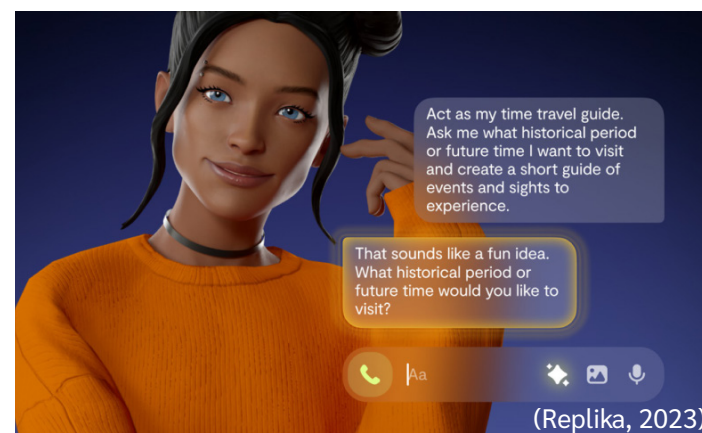 Act as my time travel guide.
Ask me what historical period
or future time I want to visit
and create a short guide of
events and sights to
experience.
That sounds like a fun idea.
What historical period or
future time would you like to
visit?
Aa
(Replika, 2023)